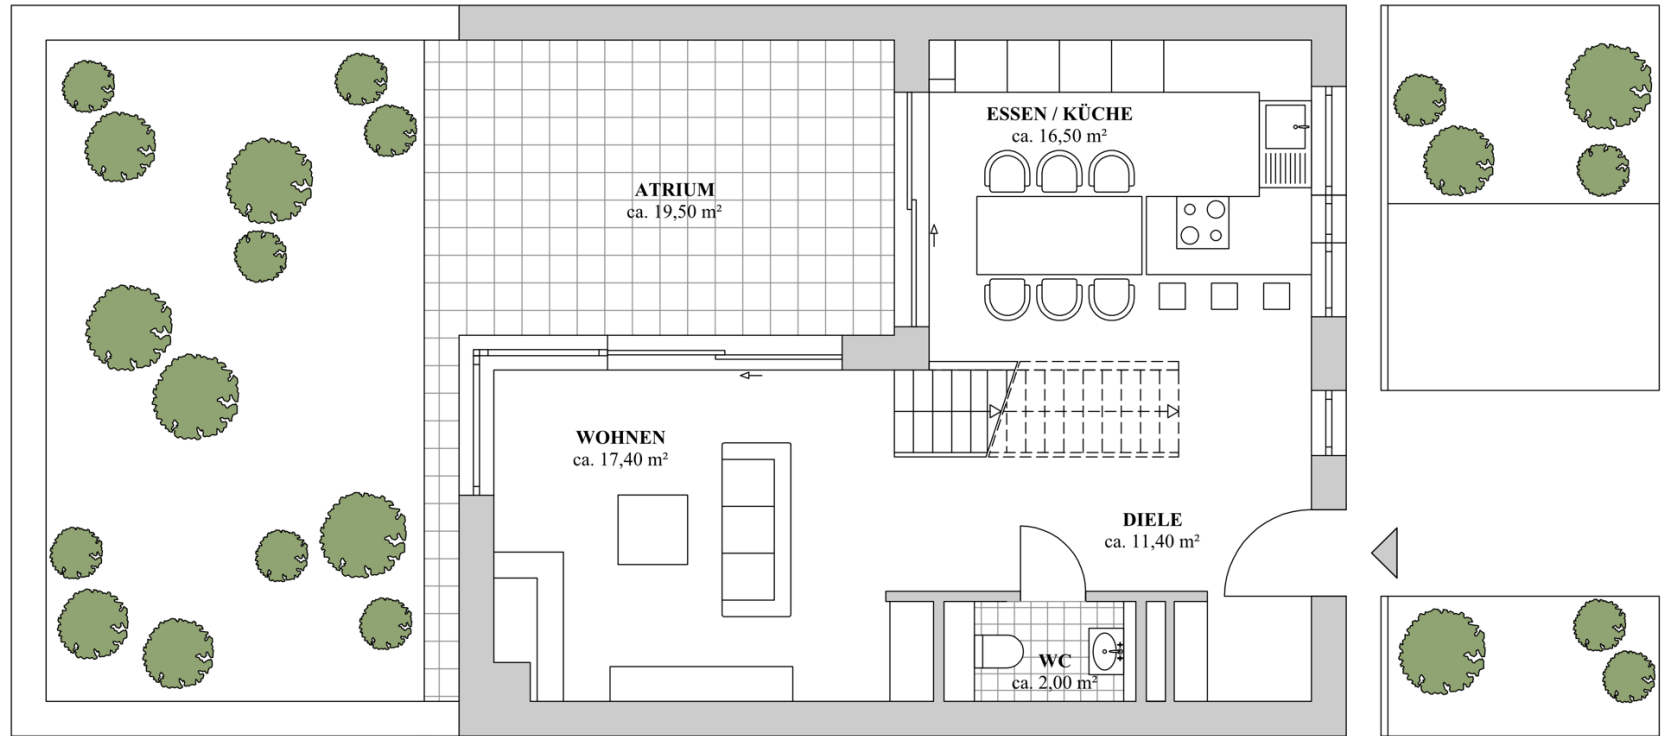 ESSEN / KÜCHE
ca. 16,50 m²
ATRIUM
ca. 19,50 m²
WOHNEN
ca. 17,40 m²
DIELE
ca. 11,40 m²
WC
ca. 2,00 m²